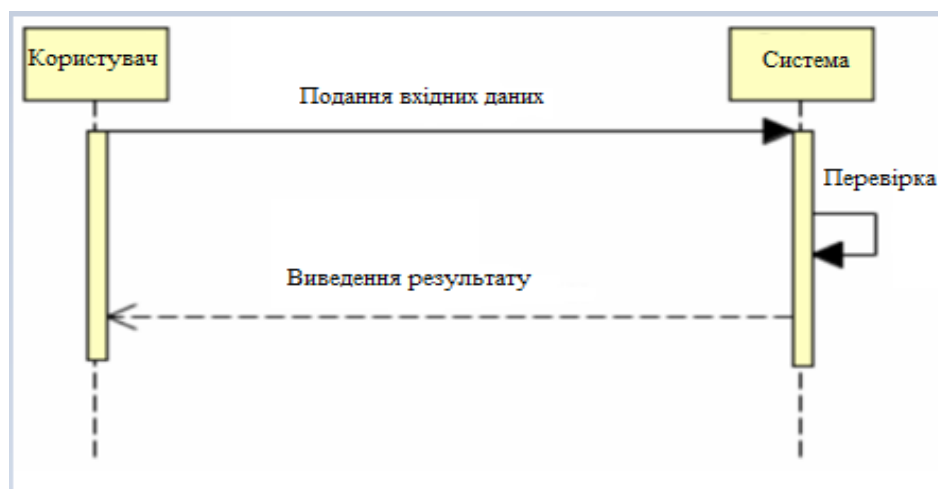 Користувач
Система
Подання вхідних даних
Перевірка
Виведення результату